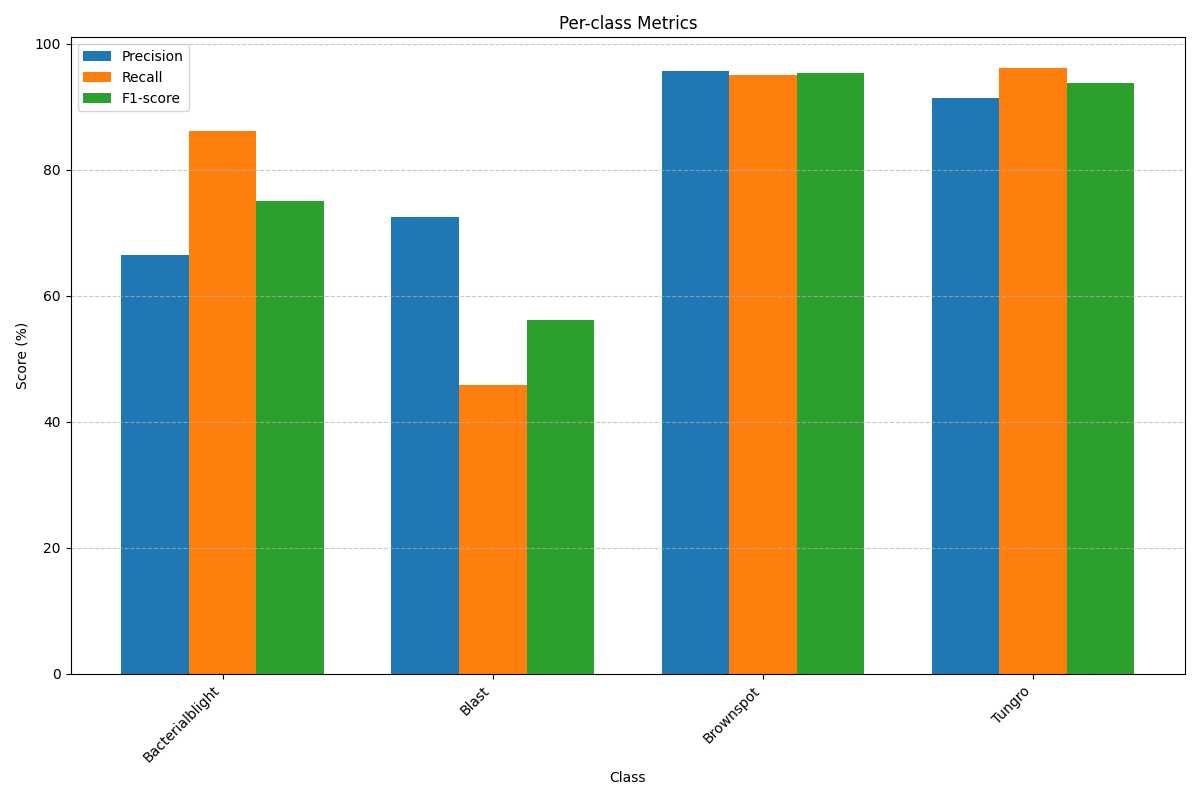 Per-class Metrics
Precision
Recall
F1-score
100
80
60
40
20
0
Score (%)
Bacterialblight
Blast
Brownspot
Tungro
Class